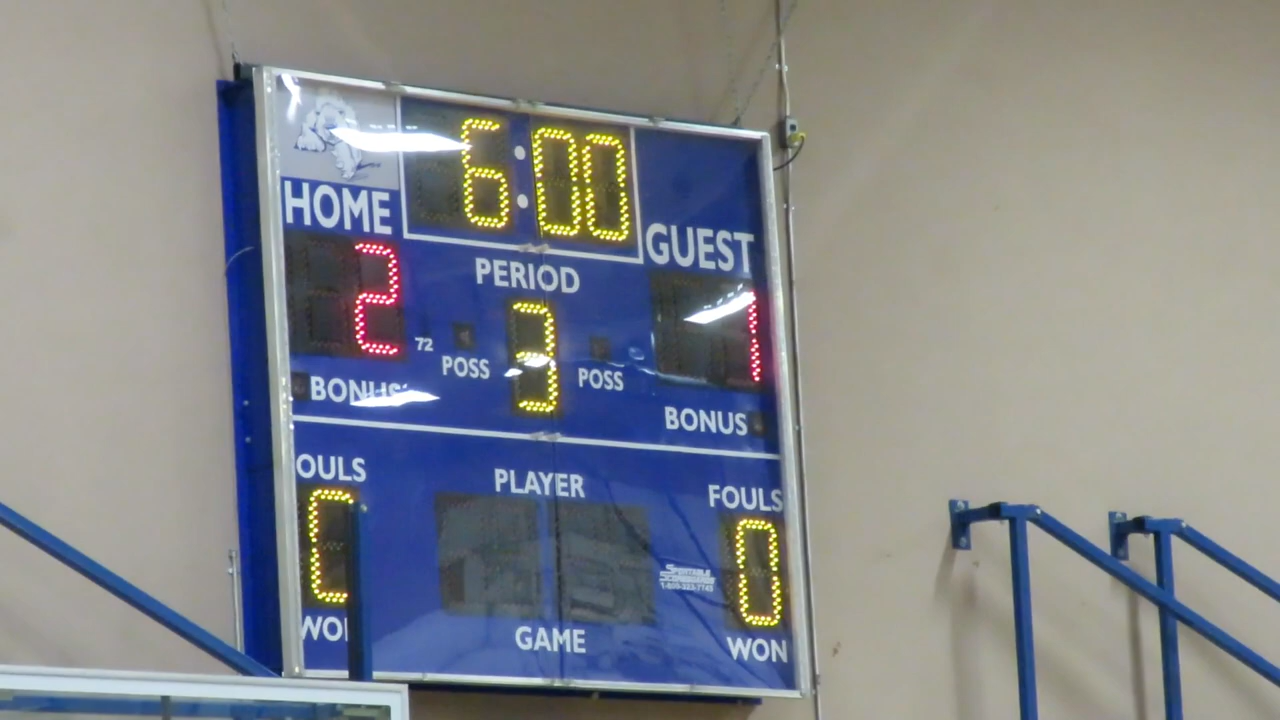 6:00
HOME
GUEST
PERIOD
2
3
1
72
POSS
POSS
BONUS
BONUS
OULS
PLAYER
FOULS
0
WON
GAME
WON